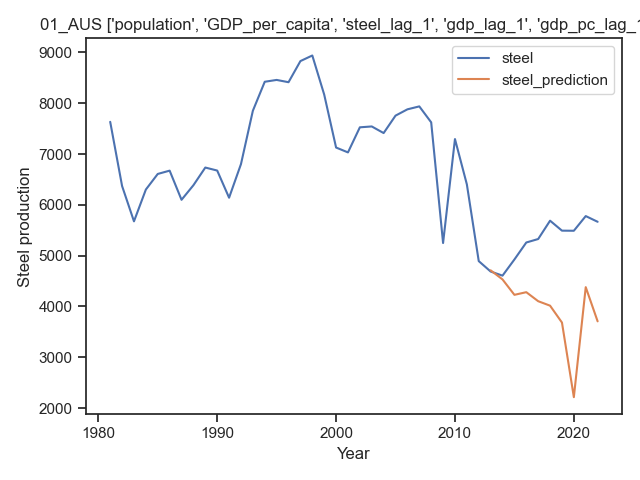 01_AUS ['population', 'GDP_per_capita', 'steel_lag_1', 'gdp_lag_1', 'gdp_pc_lag_1
steel
steel_prediction
9000
8000
7000
6000
5000
4000
3000
2000
Steel production
1980
1990
2000
2010
2020
Year